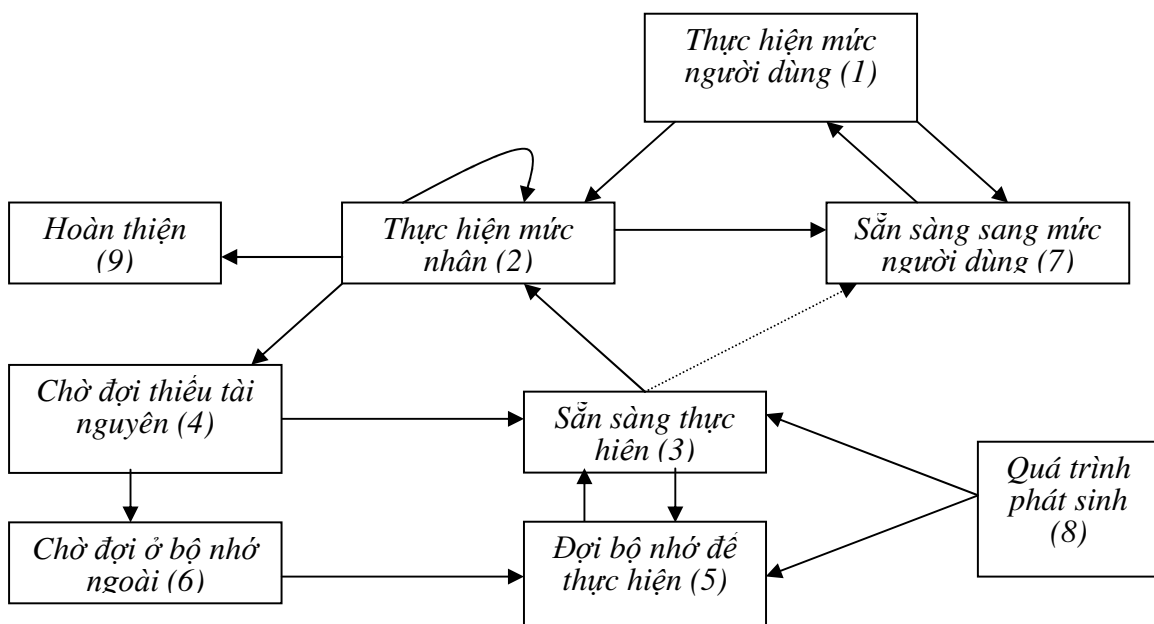 Thực hiện mức
người dùng (1)
Hoàn thiện
(9)
Thực hiện mức
nhân (2)
Sẵn sàng sang mức
người dùng (7)
Chờ đợi thiếu tài
nguyên (4)
Sẵn sàng thực
hiên (3)
Quá trình
phát sinh
(8)
Chờ đợi ở bộ nhớ
ngoài (6)
Đợi bộ nhớ để
thực hiện (5)